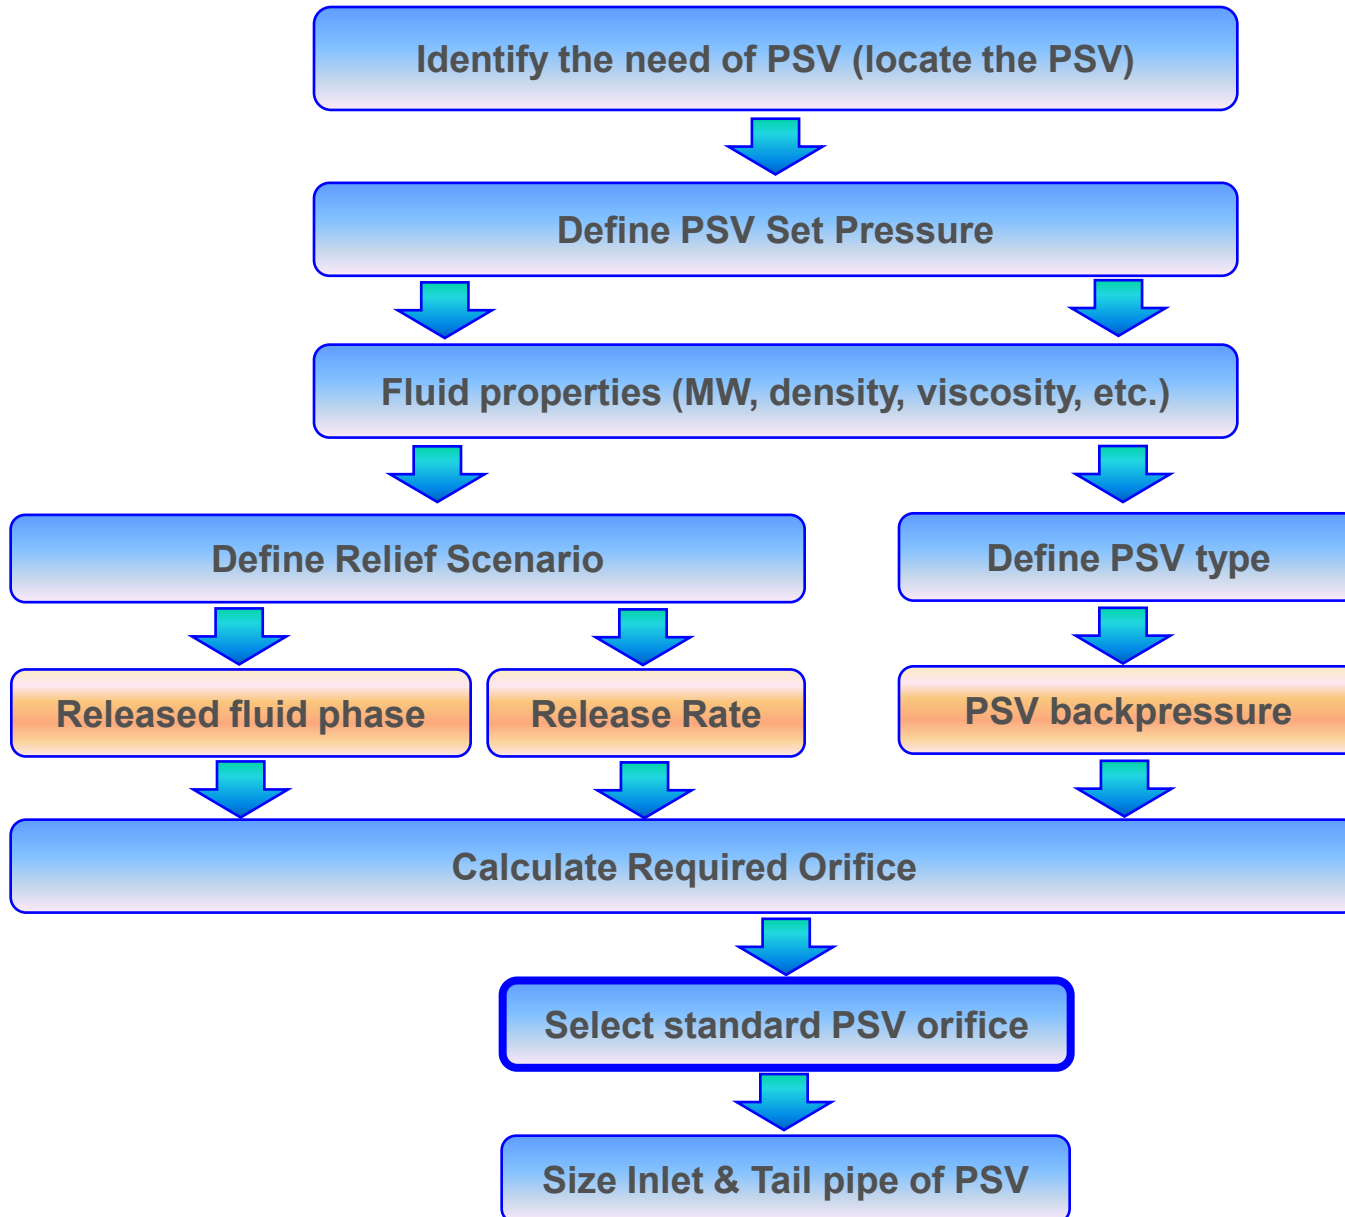 Identify the need of PSV (locate the PSV)
Define PSV Set Pressure
Fluid properties (MW, density, viscosity, etc.)
Define Relief Scenario
Define PSV type
Released fluid phase
Release Rate
PSV backpressure
Calculate Required Orifice
Select standard PSV orifice
Size Inlet & Tail pipe of PSV